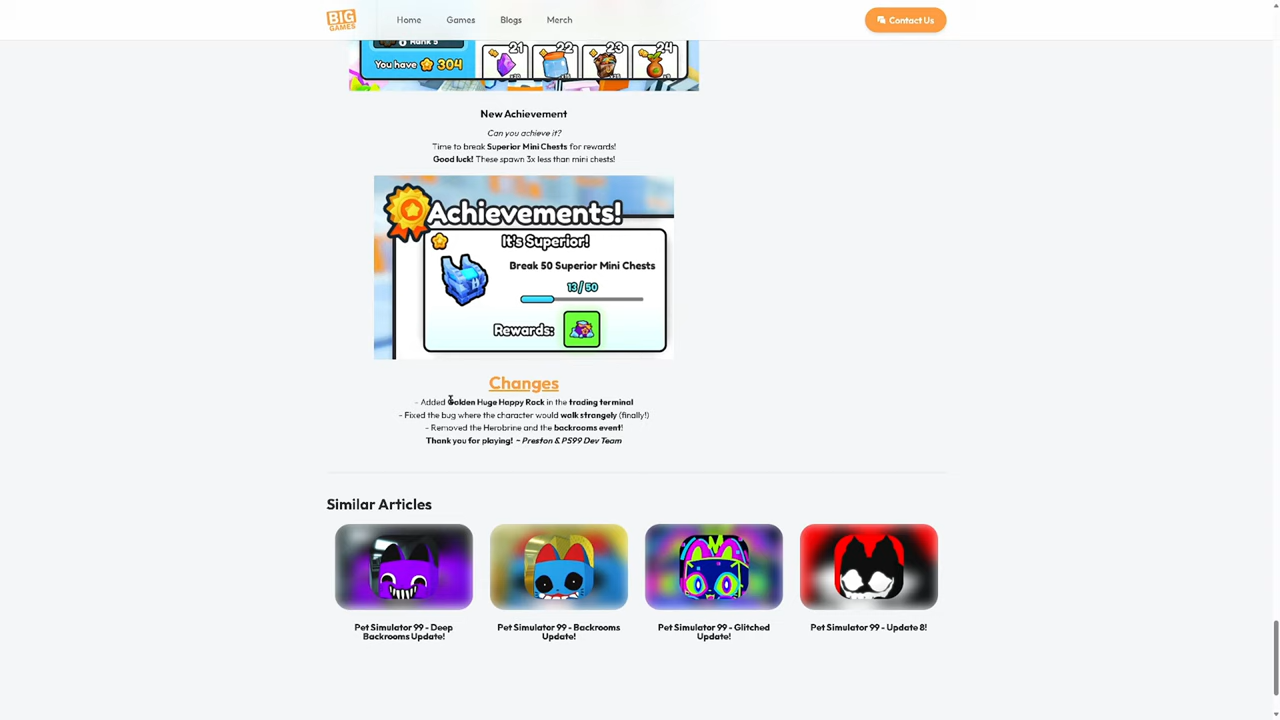 BIG
GAMES
Home
Games
Blogs
Merch
Contact Us
Rank 5
You have 304
21
22
23
24
New Achievement
Can you achieve it?
Time to break Superior Mini Chests for rewards!
Good luck! These spawn 3x less than mini chests!
Achievements!
It's Superior!
Break 50 Superior Mini Chests
13/50
Rewards:
Changes
- Added Golden Huge Happy Rock in the trading terminal
- Fixed the bug where the character would walk strangely (finally!)
- Removed the Herobrine and the backrooms event!
Thank you for playing! ~ Preston & PS99 Dev Team
Similar Articles
Pet Simulator 99 - Deep
Backrooms Update!
Pet Simulator 99 - Backrooms
Update!
Pet Simulator 99 - Glitched
Update!
Pet Simulator 99 - Update 8!